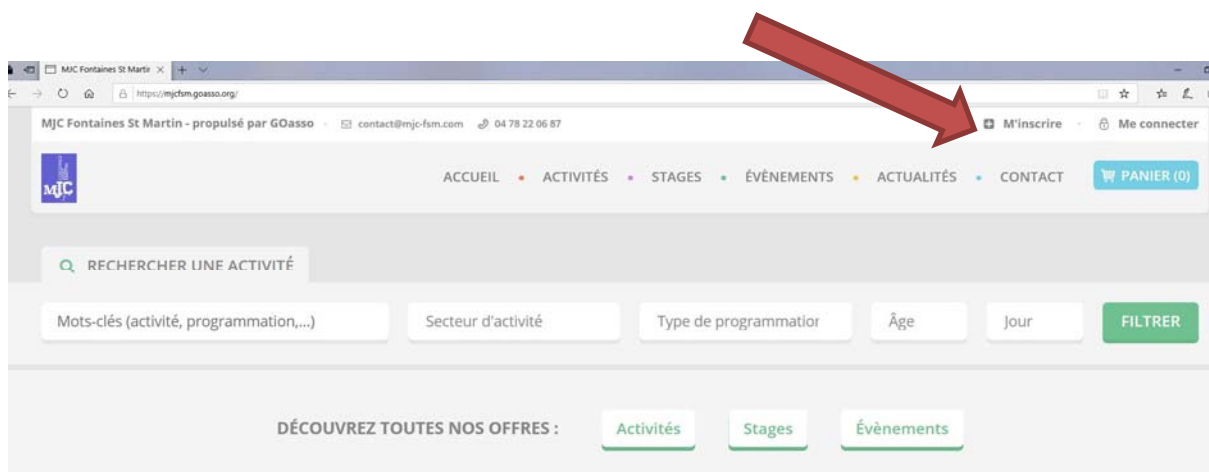 MJC Fontaines St Martin
https://mjcfsm.goasso.org/
MJC Fontaines St Martin - propulsé par GOasso - contact@mjc-fsm.com 04 78 22 06 87
M'inscrire - Me connecter
MJC
ACCUEIL • ACTIVITÉS • STAGES • ÉVÈNEMENTS • ACTUALITÉS • CONTACT
PANIER (0)
RECHERCHER UNE ACTIVITÉ
Mots-clés (activité, programmation,...) Secteur d'activité Type de programmation Âge Jour FILTRER
DÉCOUVREZ TOUTES NOS OFFRES : Activités Stages Évènements